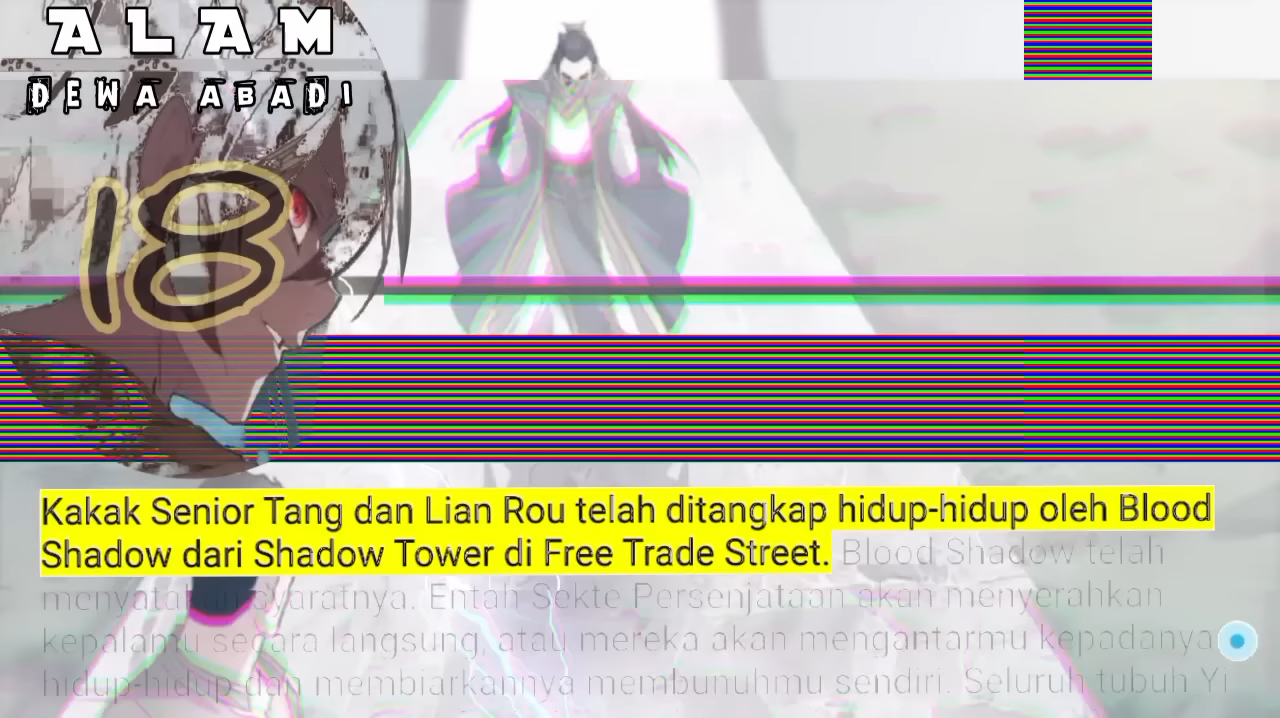 ALAM
DEWA ABADI
18
Kakak Senior Tang dan Lian Rou telah ditangkap hidup-hidup oleh Blood
Shadow dari Shadow Tower di Free Trade Street. Blood Shadow telah
menyatakan syaratnya. Entah Sekte Persenjataan akan menyerahkan
kepalamu secara langsung, atau mereka akan mengantarmu kepadanya
hidup-hidup dan membiarkannya membunuhmu sendiri. Seluruh tubuh Yi